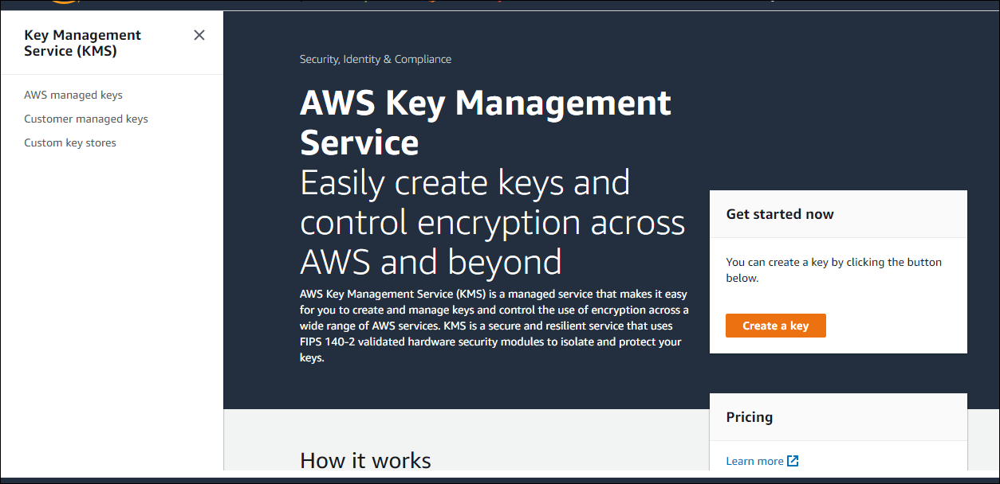 Key Management
Service (KMS)
AWS managed keys
Customer managed keys
Custom key stores
Security, Identity & Compliance
AWS Key Management
Service
Easily create keys and
control encryption across
AWS and beyond
AWS Key Management Service (KMS) is a managed service that makes it easy
for you to create and manage keys and control the use of encryption across a
wide range of AWS services. KMS is a secure and resilient service that uses
FIPS 140-2 validated hardware security modules to isolate and protect your
keys.
Get started now
You can create a key by clicking the button
below.
Create a key
Pricing
Learn more
How it works